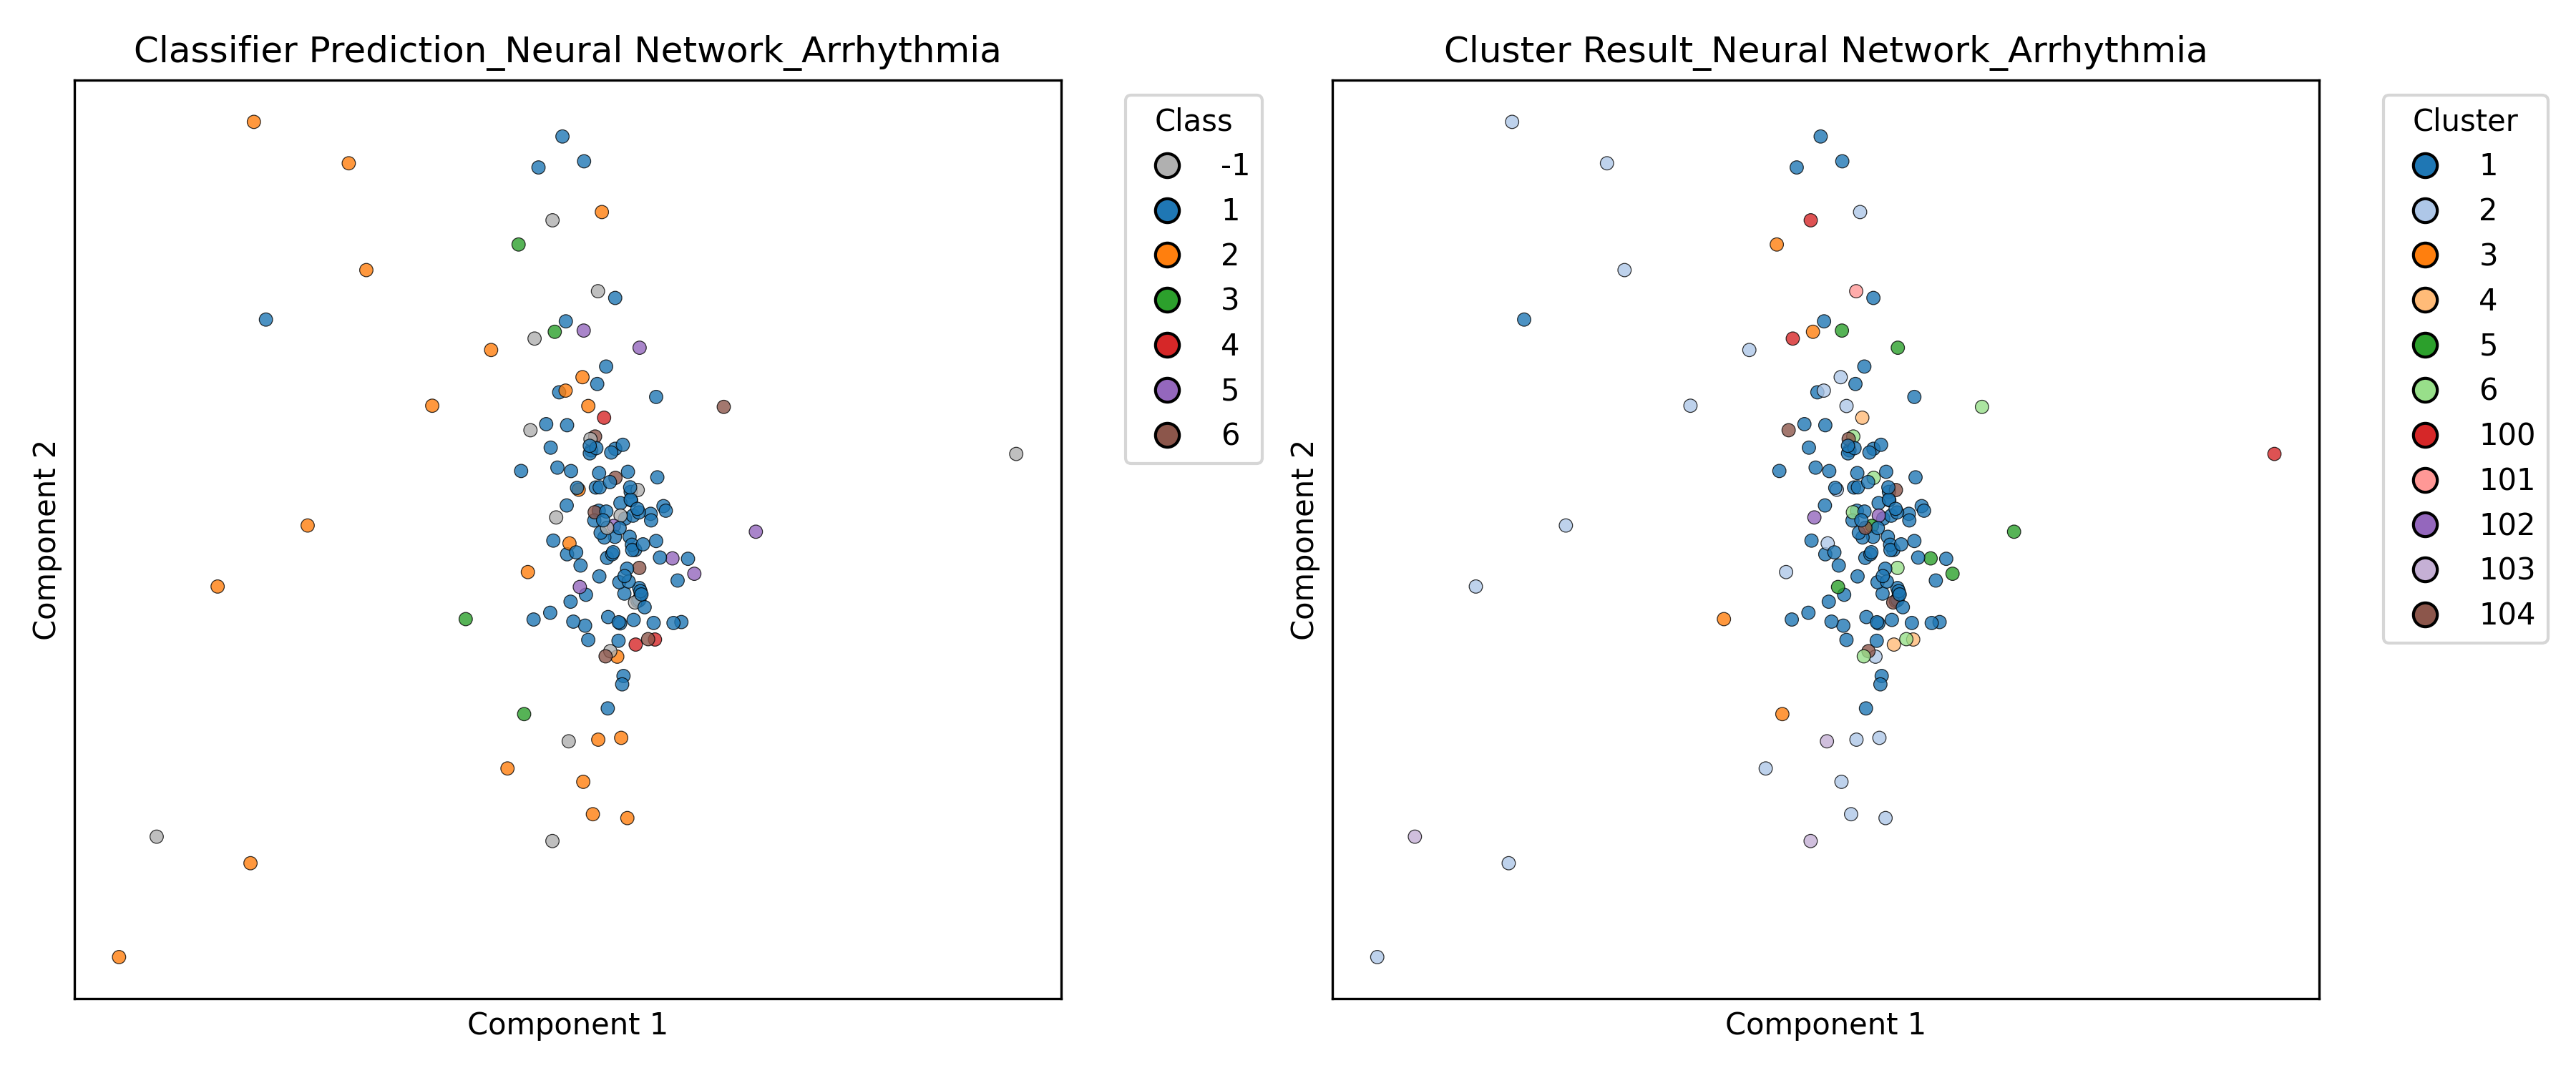 Classifier Prediction_Neural Network_Arrhythmia
Component 2
Component 1
Class
-1
1
2
3
4
5
6
Cluster Result_Neural Network_Arrhythmia
Component 2
Component 1
Cluster
1
2
3
4
5
6
100
101
102
103
104